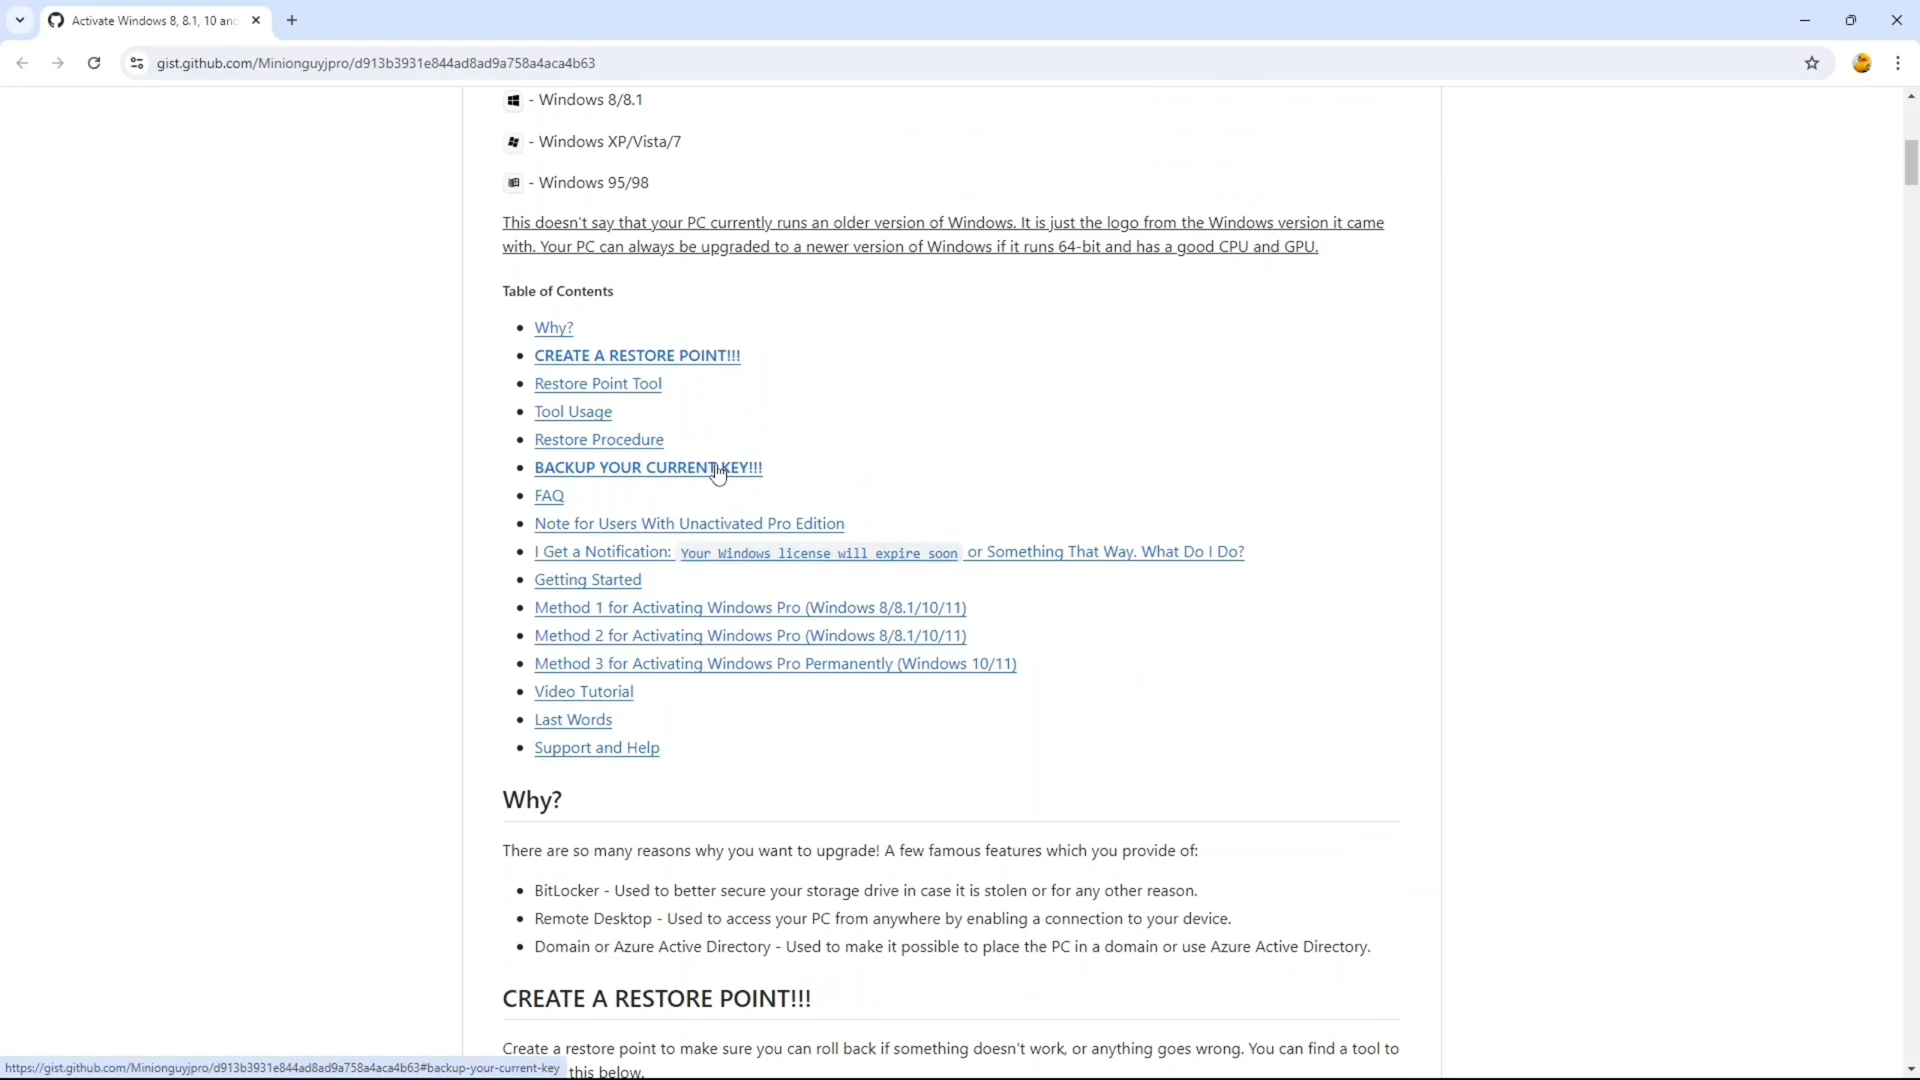 Activate Windows 8, 8.1, 10 an
gist.github.com/Minionguyjpro/d913b3931e844ad8ad9a758a4aca4b63
- Windows 8/8.1
- Windows XP/Vista/7
- Windows 95/98
This doesn't say that your PC currently runs an older version of Windows. It is just the logo from the Windows version it came
with. Your PC can always be upgraded to a newer version of Windows if it runs 64-bit and has a good CPU and GPU.
Table of Contents
Why?
CREATE A RESTORE POINT!!!
Restore Point Tool
Tool Usage
Restore Procedure
BACKUP YOUR CURRENT KEY!!!
FAQ
Note for Users With Unactivated Pro Edition
I Get a Notification: Your Windows license will expire soon or Something That Way. What Do I Do?
Getting Started
Method 1 for Activating Windows Pro (Windows 8/8.1/10/11)
Method 2 for Activating Windows Pro (Windows 8/8.1/10/11)
Method 3 for Activating Windows Pro Permanently (Windows 10/11)
Video Tutorial
Last Words
Support and Help
Why?
There are so many reasons why you want to upgrade! A few famous features which you provide of:
BitLocker - Used to better secure your storage drive in case it is stolen or for any other reason.
Remote Desktop - Used to access your PC from anywhere by enabling a connection to your device.
Domain or Azure Active Directory - Used to make it possible to place the PC in a domain or use Azure Active Directory.
CREATE A RESTORE POINT!!!
Create a restore point to make sure you can roll back if something doesn't work, or anything goes wrong. You can find a tool to
this below.
https://gist.github.com/Minionguyjpro/d913b3931e844ad8ad9a758a4aca4b63#backup-your-current-key